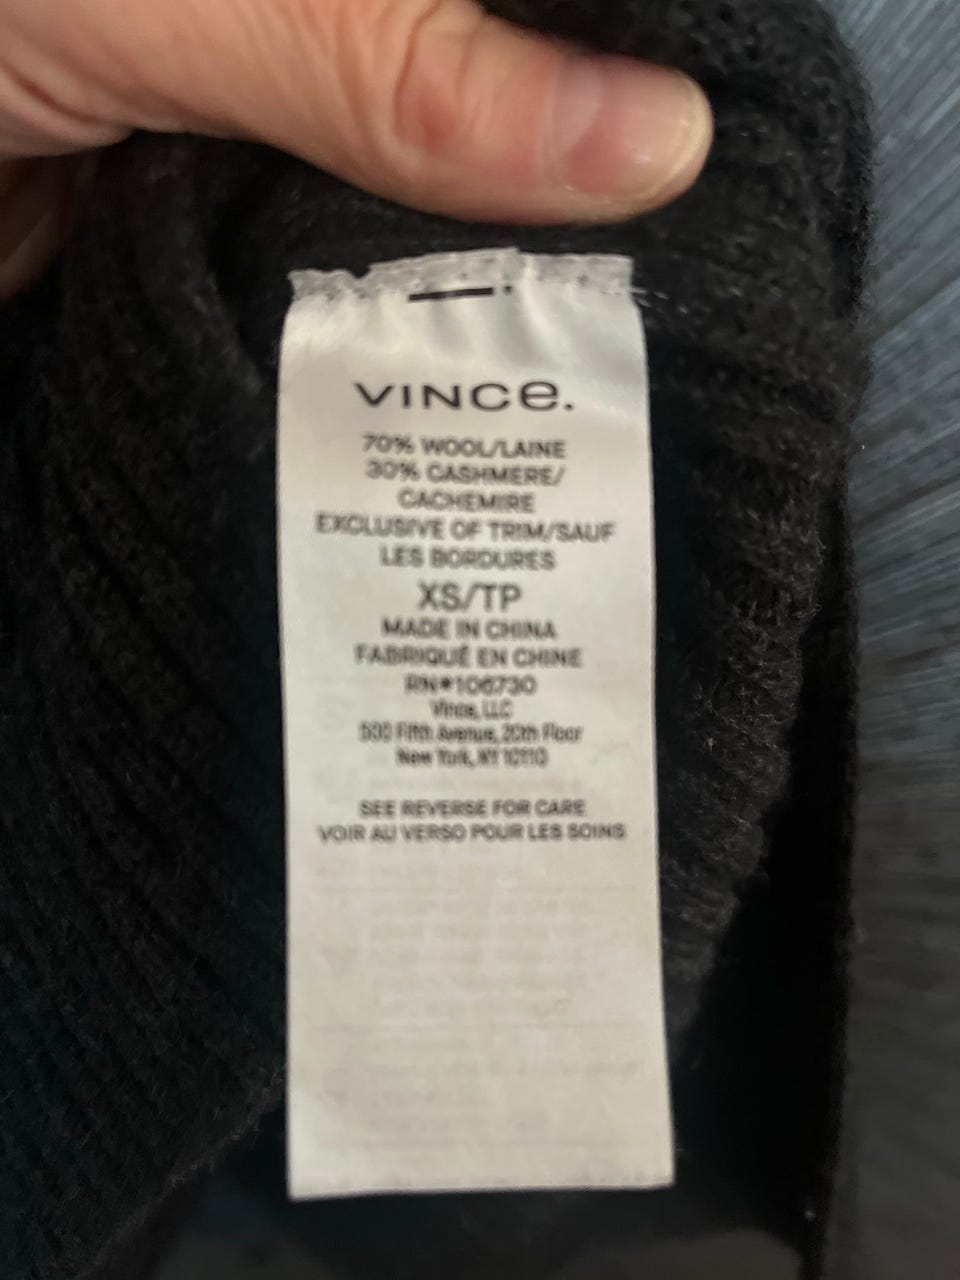 VINCE.
70% WOOL/LAINE
30% CASHMERE/
CACHEMIRE
EXCLUSIVE OF TRIM/SAUF
LES BORDURES
XS/TP
MADE IN CHINA
FABRIQUÉ EN CHINE
RN#106730
Vince, LLC
500 Fifth Avenue, 20th Floor
New York, NY 10110
SEE REVERSE FOR CARE
VOIR AU VERSO POUR LES SOINS